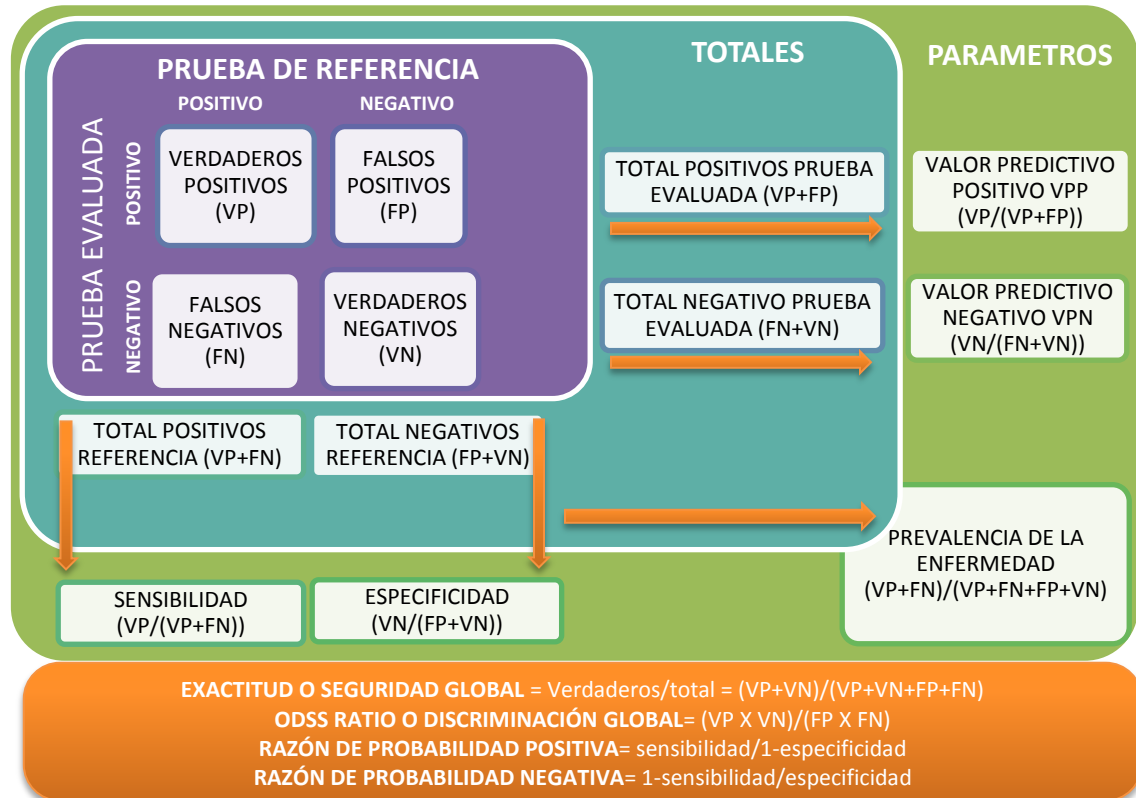 PRUEBA DE REFERENCIA
TOTALES
PARAMETROS
POSITIVO
NEGATIVO
PRUEBA EVALUADA
POSITIVO
VERDADEROS
POSITIVOS
(VP)
FALSOS
POSITIVOS
(FP)
TOTAL POSITIVOS PRUEBA
EVALUADA (VP+FP)
VALOR PREDICTIVO
POSITIVO VPP
(VP/(VP+FP))
NEGATIVO
FALSOS
NEGATIVOS
(FN)
VERDADEROS
NEGATIVOS
(VN)
TOTAL NEGATIVO PRUEBA
EVALUADA (FN+VN)
VALOR PREDICTIVO
NEGATIVO VPN
(VN/(FN+VN))
TOTAL POSITIVOS
REFERENCIA (VP+FN)
TOTAL NEGATIVOS
REFERENCIA (FP+VN)
PREVALENCIA DE LA
ENFERMEDAD
(VP+FN)/(VP+FN+FP+VN)
SENSIBILIDAD
(VP/(VP+FN))
ESPECIFICIDAD
(VN/(FP+VN))
EXACTITUD O SEGURIDAD GLOBAL = Verdaderos/total = (VP+VN)/(VP+VN+FP+FN)
ODSS RATIO O DISCRIMINACIÓN GLOBAL= (VP X VN)/(FP X FN)
RAZÓN DE PROBABILIDAD POSITIVA= sensibilidad/1-especificidad
RAZÓN DE PROBABILIDAD NEGATIVA= 1-sensibilidad/especificidad